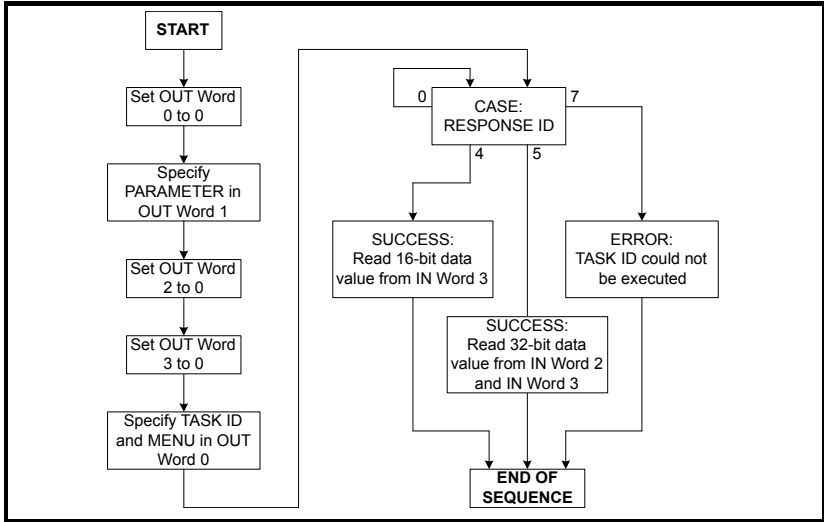 START
Set OUT Word
0 to 0
Specify
PARAMETER in
OUT Word 1
Set OUT Word
2 to 0
Set OUT Word
3 to 0
Specify TASK ID
and MENU in OUT
Word 0
0
CASE:
RESPONSE ID
7
4
5
SUCCESS:
Read 16-bit data
value from IN Word 3
SUCCESS:
Read 32-bit data
value from IN Word 2
and IN Word 3
ERROR:
TASK ID could not
be executed
END OF
SEQUENCE